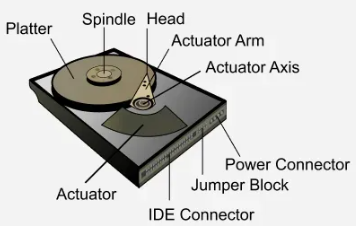 Spindle
Head
Platter
Actuator Arm
Actuator Axis
Power Connector
Jumper Block
Actuator
IDE Connector